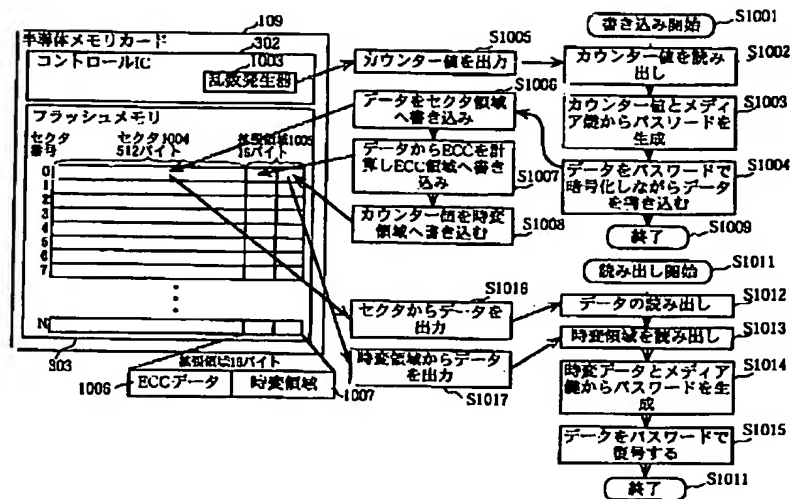 109
半導体メモリカード
302
コントロールIC
1003
乱数発生器
フラッシュメモリ
セクタ番号
セクタ1004
512バイト
拡張領域1005
16バイト
0
1
2
3
4
5
6
7
N
303
拡張領域16バイト
1006
ECCデータ
時変領域
1007
S1005
カウンター値を出力
S1006
データをセクタ領域
へ書き込み
データからECCを計
算しECC領域へ書き
込み
S1007
カウンター値を時変
領域へ書き込む
S1008
書き込み開始
S1001
カウンター値を読み
出し
S1002
カウンター値とメディ
ア鍵からパスワードを
生成
S1003
データをパスワードで
暗号化しながらデータ
を書込む
S1004
終了
S1009
読み出し開始
S1011
S1016
セクタからデータを
出力
データの読み出し
S1012
時変領域を読み出し
S1013
時変領域からデータ
を出力
S1017
時変データとメディア
鍵からパスワードを生
成
S1014
データをパスワードで
復号する
S1015
終了
S1011